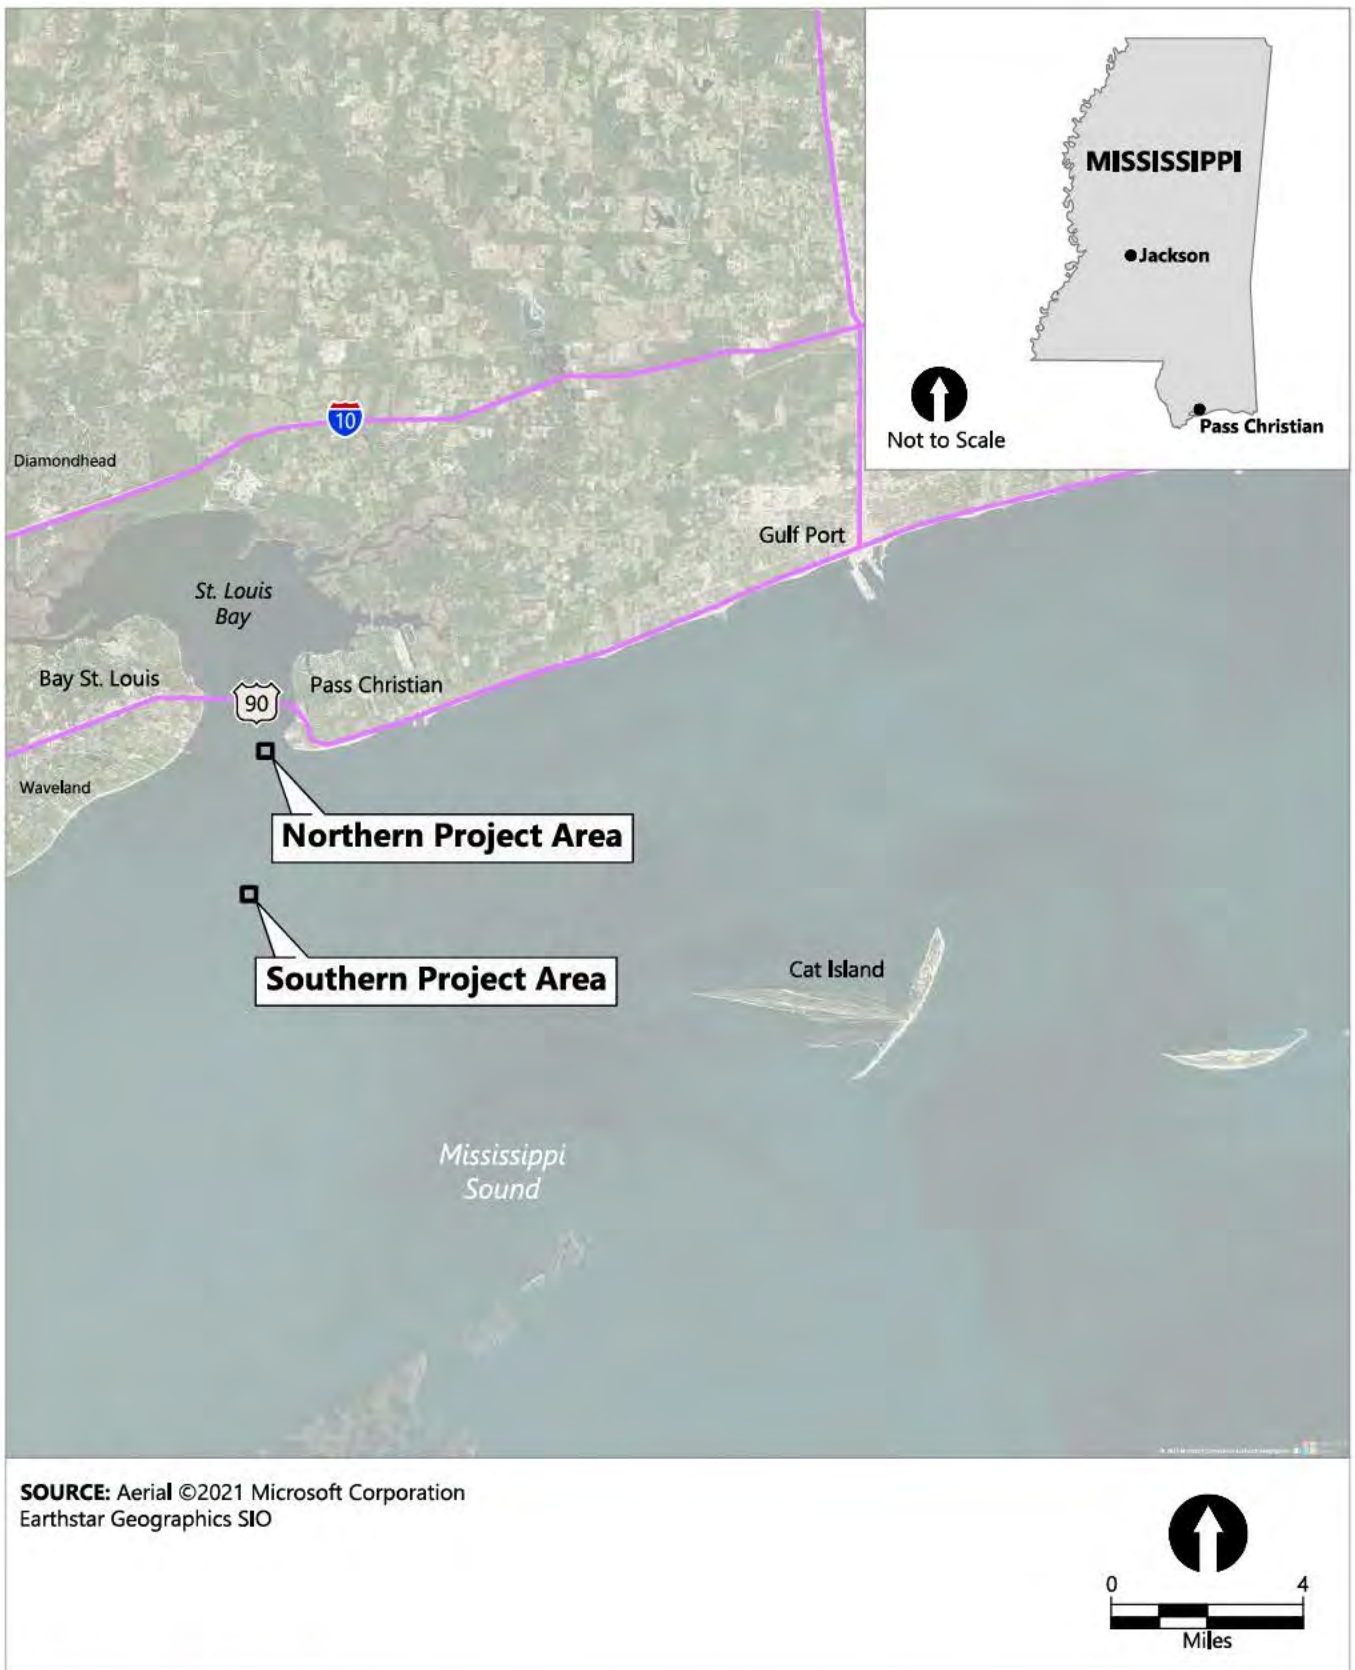 MISSISSIPPI
Jackson
Not to Scale
Pass Christian
10
Diamondhead
Gulf Port
St. Louis
Bay
Bay St. Louis
90
Pass Christian
Waveland
Northern Project Area
Southern Project Area
Cat Island
Mississippi
Sound
SOURCE: Aerial ©2021 Microsoft Corporation
Earthstar Geographics SIO
0 4
Miles